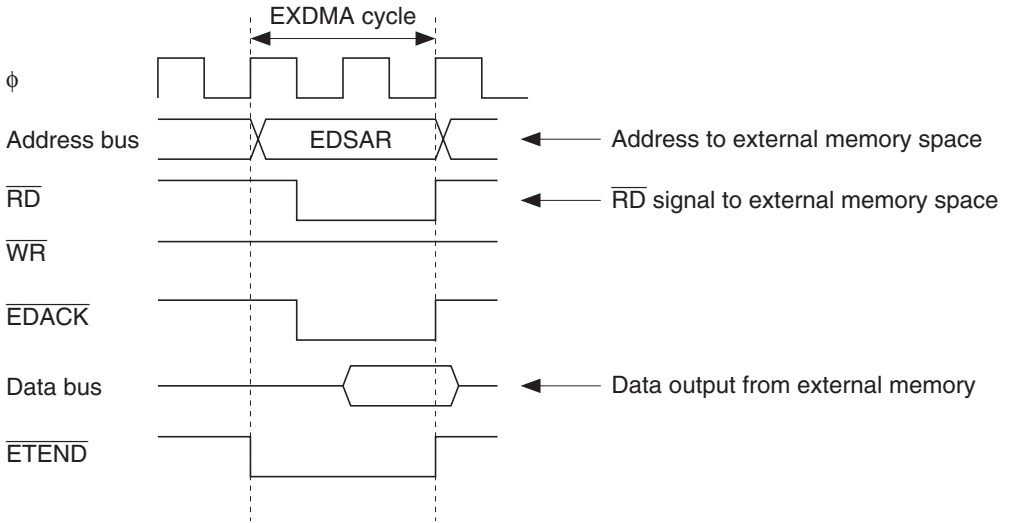 EXDMA cycle
φ
Address bus
EDSAR
Address to external memory space
RD
RD signal to external memory space
WR
EDACK
Data bus
Data output from external memory
ETEND